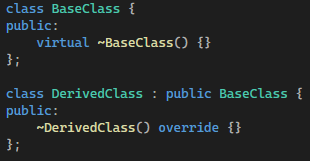 class BaseClass {
public:
    virtual ~BaseClass() {}
};

class DerivedClass : public BaseClass {
public:
    ~DerivedClass() override {}
};